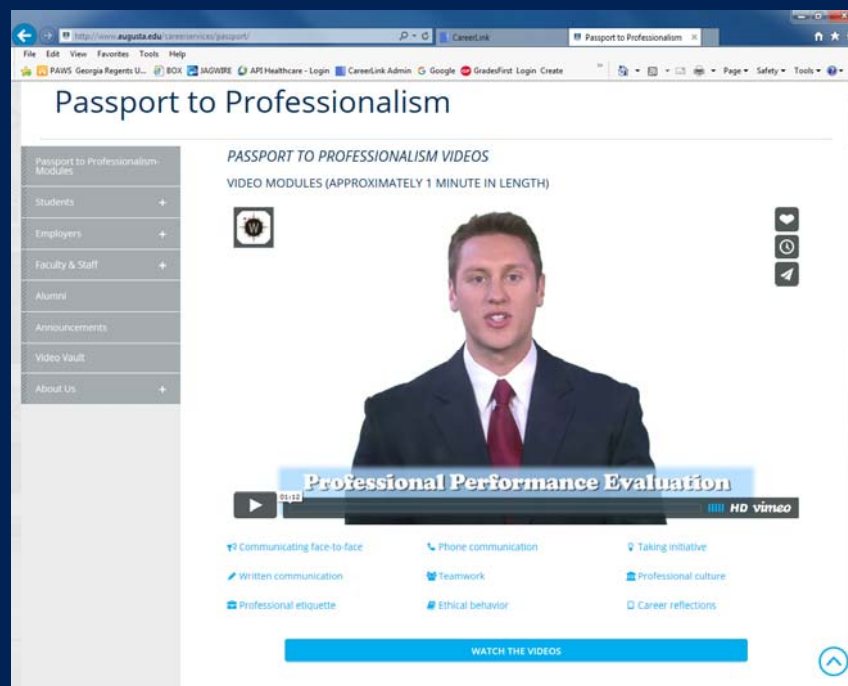 http://www.augusta.edu/careerservices/passport/
CareerLink
Passport to Professionalism
File Edit View Favorites Tools Help
PAWS Georgia Regents U... BOX JAGWIRE API Healthcare - Login CareerLink Admin Google GradesFirst Login Create Page Safety Tools
Passport to Professionalism
Passport to Professionalism-
Modules
Students +
Employers +
Faculty & Staff +
Alumni
Announcements
Video Vault
About Us +
PASSPORT TO PROFESSIONALISM VIDEOS
VIDEO MODULES (APPROXIMATELY 1 MINUTE IN LENGTH)
W
Professional Performance Evaluation
01:12
HD vimeo
Communicating face-to-face Phone communication Taking initiative
Written communication Teamwork Professional culture
Professional etiquette Ethical behavior Career reflections
WATCH THE VIDEOS